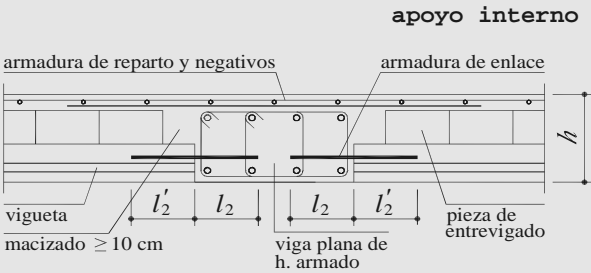 apoyo interno
armadura de reparto y negativos
armadura de enlace
h
l′2
l2
l2
l′2
vigueta
macizado ≥ 10 cm
viga plana de
h. armado
pieza de
entrevigado